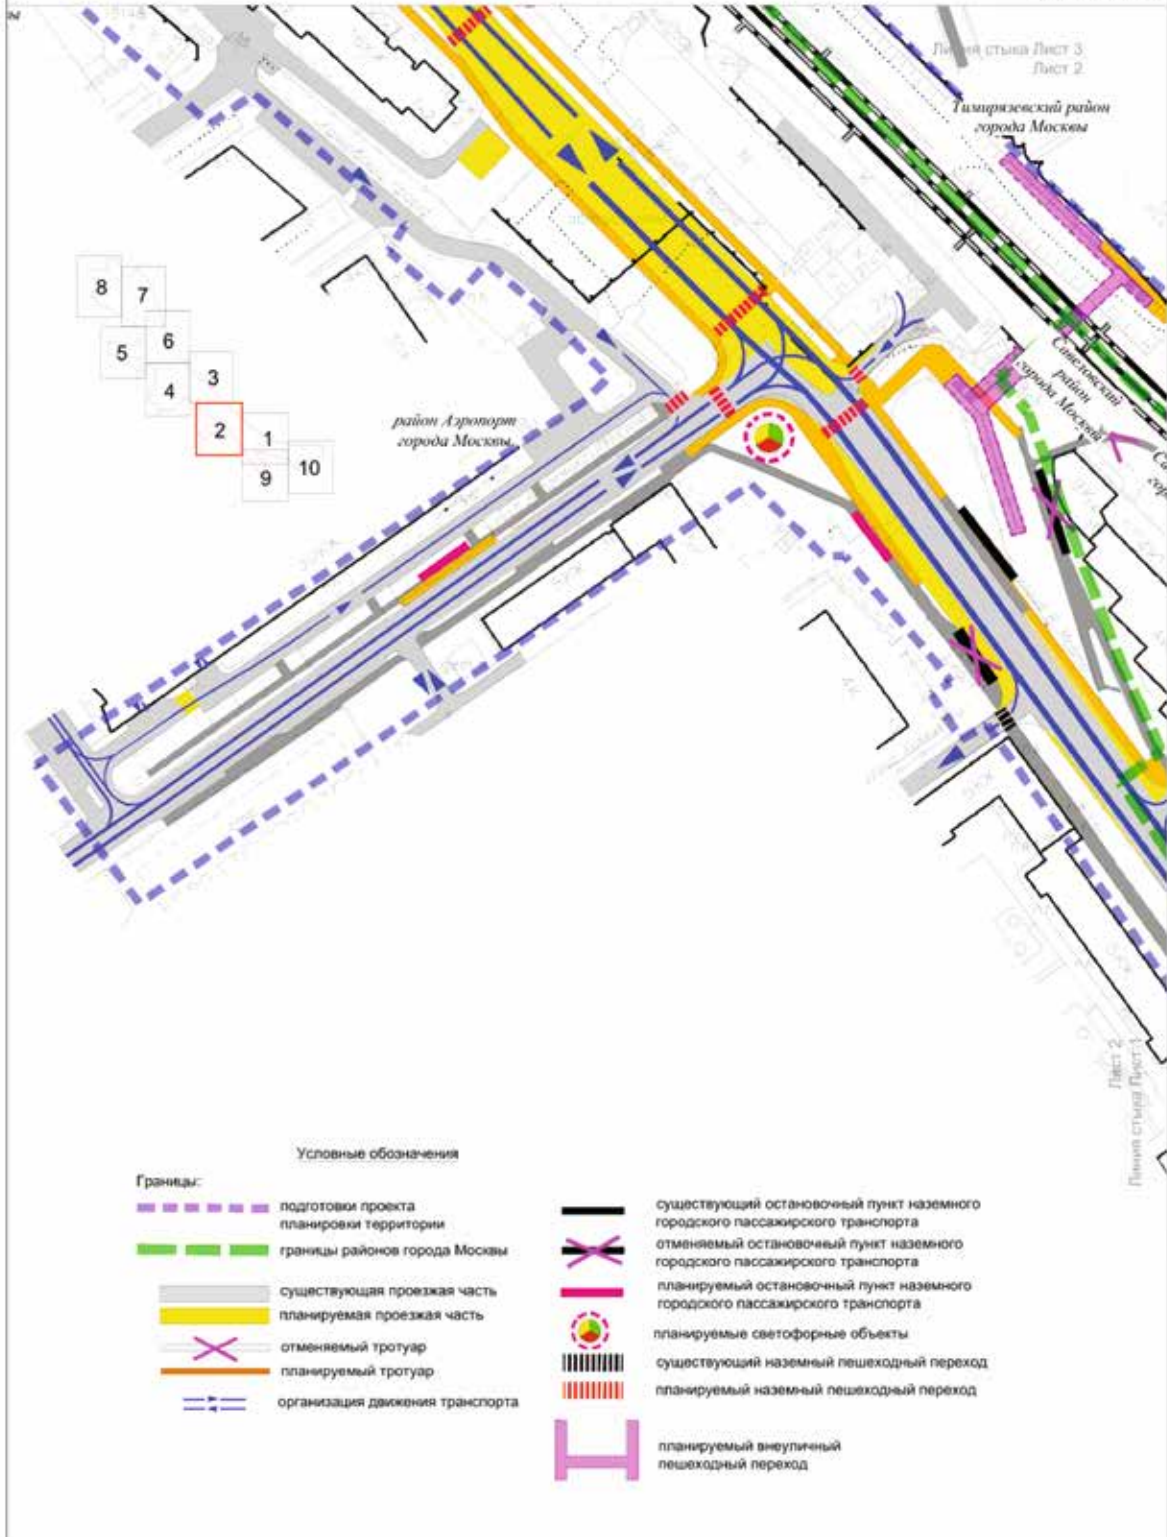 Линия стыка Лист 3
Лист 2
Тимирязевский район
города Москвы
8
7
6
5
3
4
2
1
10
9
район Аэропорт
города Москвы
Савеловский
район
города Москвы
Лист 2
Линия стыка Лист 1
Условные обозначения
Границы:
подготовки проекта
планировки территории
границы районов города Москвы
существующая проезжая часть
планируемая проезжая часть
отменяемый тротуар
планируемый тротуар
организация движения транспорта
существующий остановочный пункт наземного
городского пассажирского транспорта
отменяемый остановочный пункт наземного
городского пассажирского транспорта
планируемый остановочный пункт наземного
городского пассажирского транспорта
планируемые светофорные объекты
существующий наземный пешеходный переход
планируемый наземный пешеходный переход
планируемый внеуличный
пешеходный переход